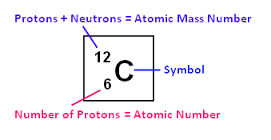 Protons + Neutrons = Atomic Mass Number
12
C
Symbol
6
Number of Protons = Atomic Number